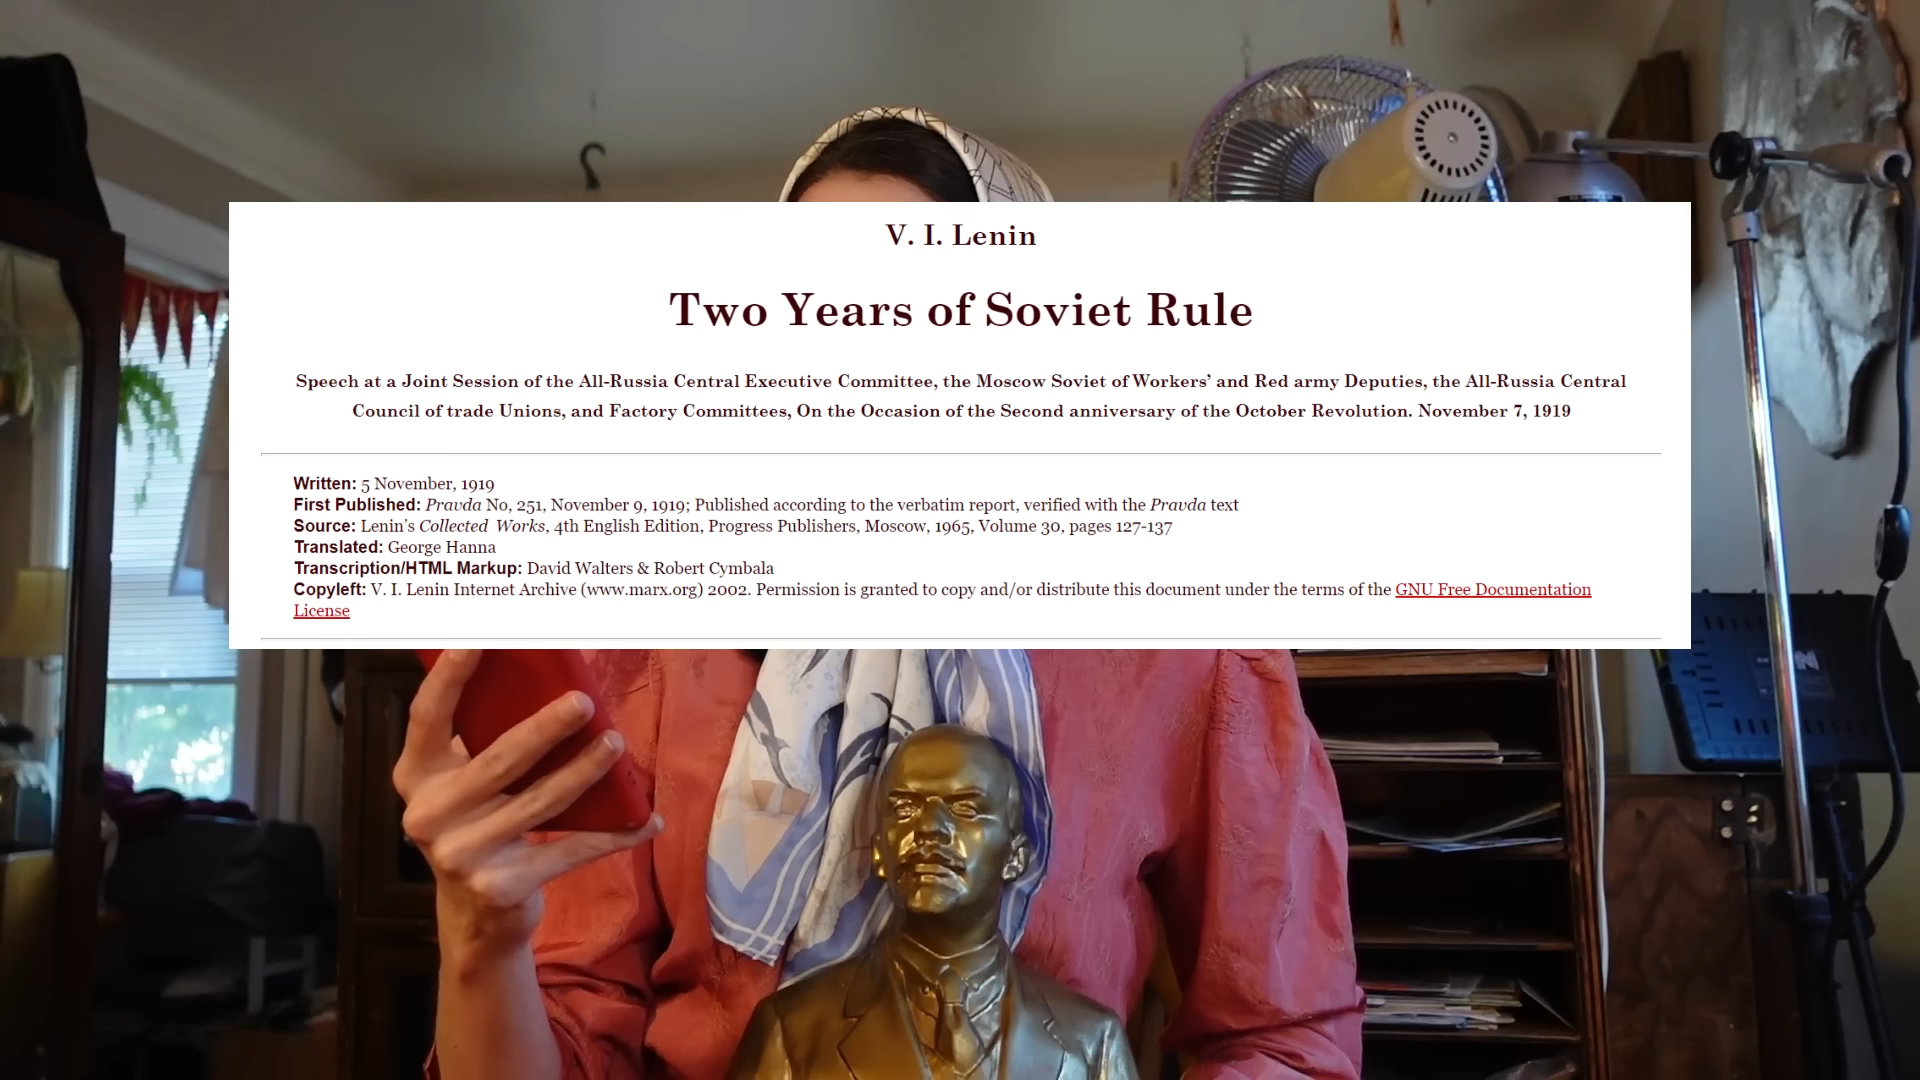 V. I. Lenin
Two Years of Soviet Rule
Speech at a Joint Session of the All-Russia Central Executive Committee, the Moscow Soviet of Workers’ and Red army Deputies, the All-Russia Central
Council of trade Unions, and Factory Committees, On the Occasion of the Second anniversary of the October Revolution. November 7, 1919
Written: 5 November, 1919
First Published: Pravda No, 251, November 9, 1919; Published according to the verbatim report, verified with the Pravda text
Source: Lenin’s Collected Works, 4th English Edition, Progress Publishers, Moscow, 1965, Volume 30, pages 127-137
Translated: George Hanna
Transcription/HTML Markup: David Walters & Robert Cymbala
Copyleft: V. I. Lenin Internet Archive (www.marx.org) 2002. Permission is granted to copy and/or distribute this document under the terms of the GNU Free Documentation
License